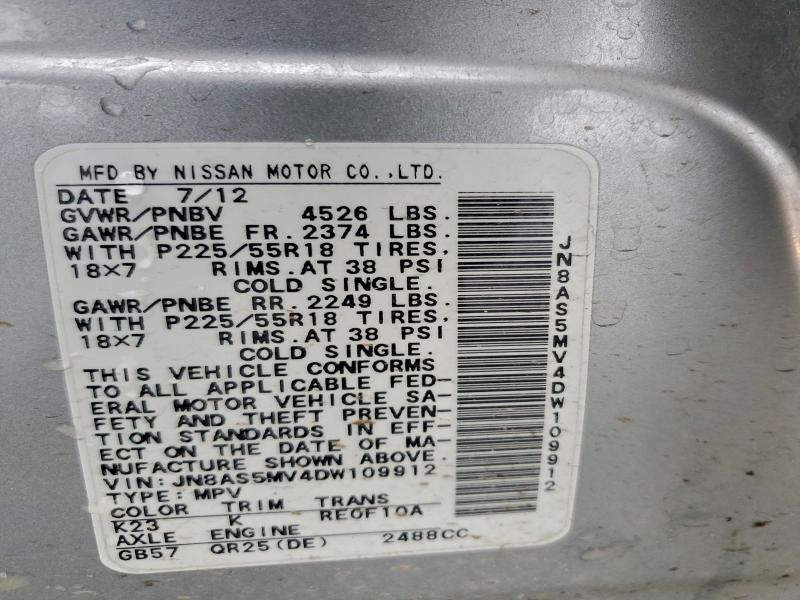 MFD BY NISSAN MOTOR CO.,LTD.
DATE 7/12
GVWR/PNBV 4526 LBS.
GAWR/PNBE FR. 2374 LBS.
WITH P225/55R18 TIRES,
18X7 RIMS.AT 38 PSI
COLD SINGLE.
GAWR/PNBE RR. 2249 LBS.
WITH P225/55R18 TIRES,
18X7 RIMS.AT 38 PSI
COLD SINGLE.
THIS VEHICLE CONFORMS
TO ALL APPLICABLE FED-
ERAL MOTOR VEHICLE SA-
FETY AND THEFT PREVEN-
TION STANDARDS IN EFF-
ECT ON THE DATE OF MA-
NUFACTURE SHOWN ABOVE.
VIN:JN8AS5MV4DW109912
TYPE:MPV
COLOR TRIM TRANS
K23 K RE0F10A
AXLE ENGINE
GB57 QR25(DE) 2488CC
JN8AS5MV4DW109912